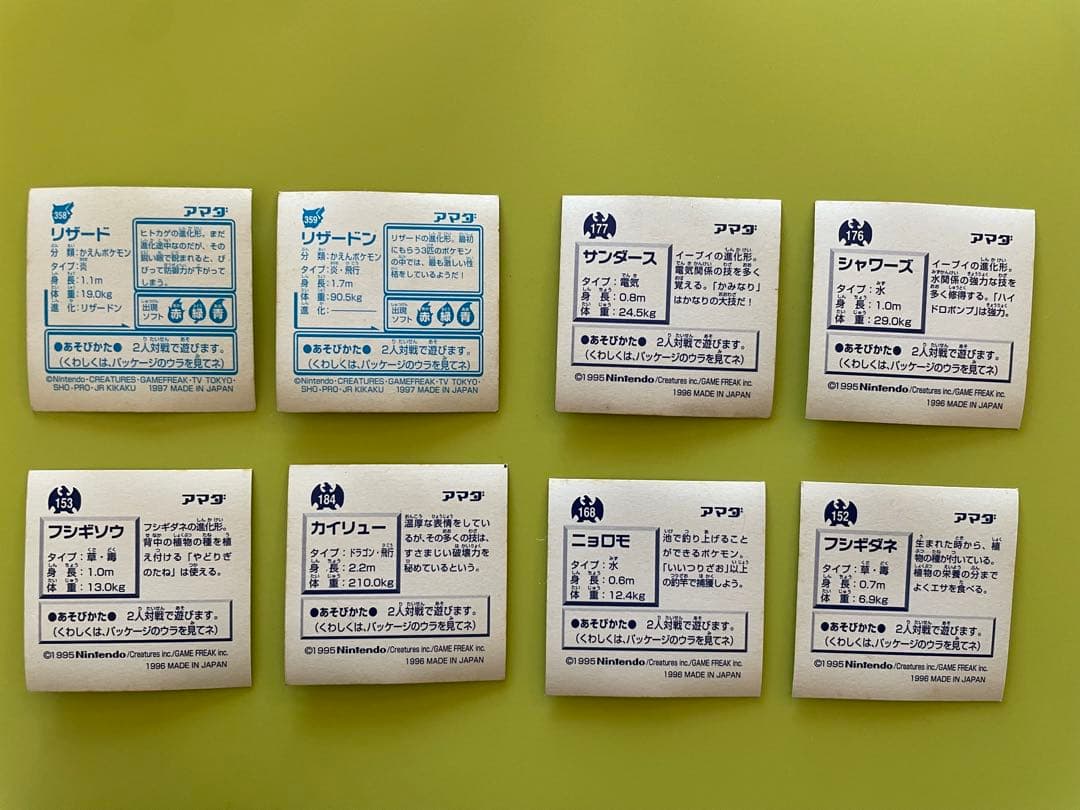 358
アマダ
リザード
分 類:かえんポケモン
タイプ:炎
身 長:1.1m
体 重:19.0kg
進 化:リザードン
ヒトカゲの進化形。まだ
進化途中なのだが、その
鋭い眼で睨まれると、び
びって防御力が下がって
しまう。
出現
ソフト
赤 緑 青
●あそびかた● 2人対戦で遊びます。
(くわしくは、パッケージのウラを見てネ)
©Nintendo・CREATURES・GAMEFREAK・TV TOKYO・
SHO・PRO・JR KIKAKU 1997 MADE IN JAPAN
359
アマダ
リザードン
分 類:かえんポケモン
タイプ:炎・飛行
身 長:1.7m
体 重:90.5kg
進 化:―――
リザードの進化形。最初
にもらう3匹のポケモン
の中では、最も激しい性
格をしているようだ!
出現
ソフト
赤 緑 青
●あそびかた● 2人対戦で遊びます。
(くわしくは、パッケージのウラを見てネ)
©Nintendo・CREATURES・GAMEFREAK・TV TOKYO・
SHO・PRO・JR KIKAKU 1997 MADE IN JAPAN
177
アマダ
サンダース
タイプ:電気
身 長:0.8m
体 重:24.5kg
イーブイの進化形。
電気関係の技を多く
覚える。「かみなり」
はかなりの大技だ!
●あそびかた● 2人対戦で遊びます。
(くわしくは、パッケージのウラを見てネ)
©1995 Nintendo/Creatures inc./GAME FREAK inc.
1996 MADE IN JAPAN
176
アマダ
シャワーズ
タイプ:水
身 長:1.0m
体 重:29.0kg
イーブイの進化形。
水関係の強力な技を
多く修得する。「ハイ
ドロポンプ」は強力。
●あそびかた● 2人対戦で遊びます。
(くわしくは、パッケージのウラを見てネ)
©1995 Nintendo/Creatures inc./GAME FREAK inc.
1996 MADE IN JAPAN
153
アマダ
フシギソウ
タイプ:草・毒
身 長:1.0m
体 重:13.0kg
フシギダネの進化形。
背中の植物の種を植
え付ける「やどりぎ
のたね」は使える。
●あそびかた● 2人対戦で遊びます。
(くわしくは、パッケージのウラを見てネ)
©1995 Nintendo/Creatures inc./GAME FREAK inc.
1996 MADE IN JAPAN
184
アマダ
カイリュー
タイプ:ドラゴン・飛行
身 長:2.2m
体 重:210.0kg
温厚な表情をしてい
るが、その多くの技は、
すさまじい破壊力を
秘めているという。
●あそびかた● 2人対戦で遊びます。
(くわしくは、パッケージのウラを見てネ)
©1995 Nintendo/Creatures inc./GAME FREAK inc.
1996 MADE IN JAPAN
168
アマダ
ニョロモ
タイプ:水
身 長:0.6m
体 重:12.4kg
池で釣り上げること
ができるポケモン。
「いいつりざお」以上
の釣竿で捕獲しよう。
●あそびかた● 2人対戦で遊びます。
(くわしくは、パッケージのウラを見てネ)
©1995 Nintendo/Creatures inc./GAME FREAK inc.
1996 MADE IN JAPAN
152
アマダ
フシギダネ
タイプ:草・毒
身 長:0.7m
体 重:6.9kg
生まれた時から、植
物の種が付いている。
植物の栄養の分まで
よくエサを食べる。
●あそびかた● 2人対戦で遊びます。
(くわしくは、パッケージのウラを見てネ)
©1995 Nintendo/Creatures inc./GAME FREAK inc.
1996 MADE IN JAPAN